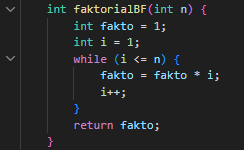 int faktorialBF(int n) {
    int fakto = 1;
    int i = 1;
    while (i <= n) {
        fakto = fakto * i;
        i++;
    }
    return fakto;
}